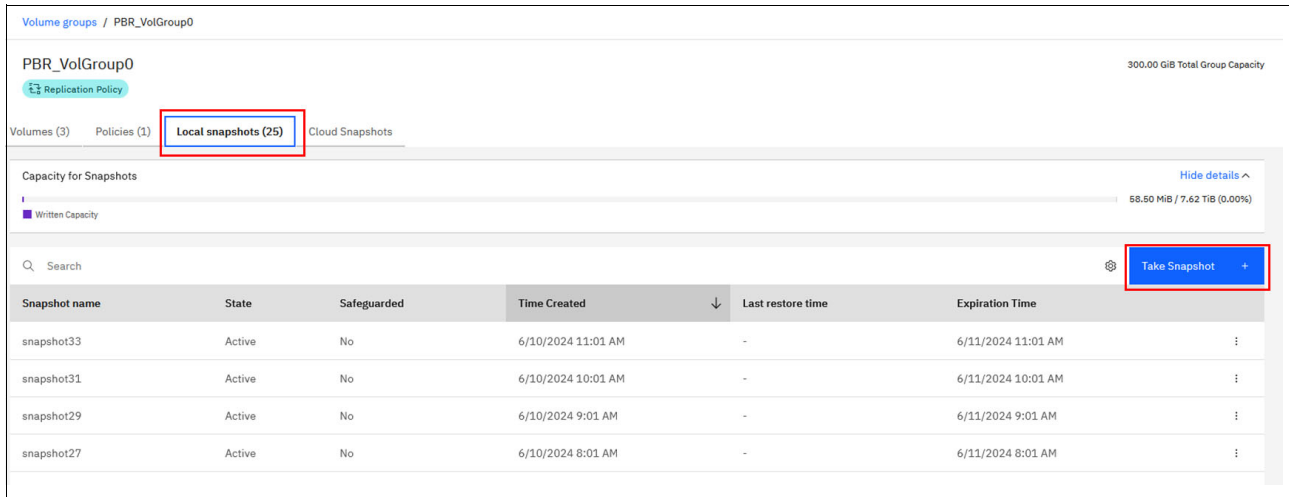 Volume groups / PBR_VolGroup0
PBR_VolGroup0
300.00 GiB Total Group Capacity
Replication Policy
Volumes (3) Policies (1) Local snapshots (25) Cloud Snapshots
Capacity for Snapshots Hide details
58.50 MiB / 7.62 TiB (0.00%)
Written Capacity
Search Take Snapshot +
Snapshot name State Safeguarded Time Created Last restore time Expiration Time
snapshot33 Active No 6/10/2024 11:01 AM - 6/11/2024 11:01 AM
snapshot31 Active No 6/10/2024 10:01 AM - 6/11/2024 10:01 AM
snapshot29 Active No 6/10/2024 9:01 AM - 6/11/2024 9:01 AM
snapshot27 Active No 6/10/2024 8:01 AM - 6/11/2024 8:01 AM